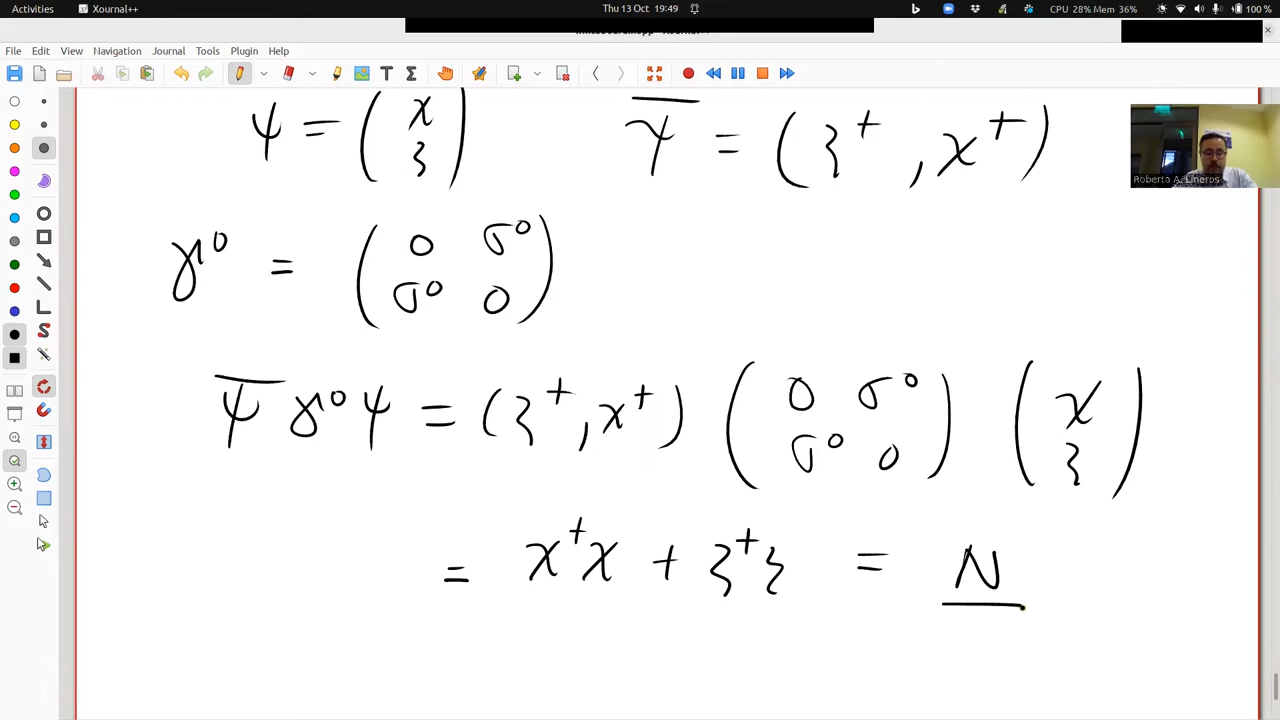 Activities Xournal++ Thu 13 Oct 19:49 CPU 28% Mem 36% 100 %
File Edit View Navigation Journal Tools Plugin Help
ψ = (χ ξ) ψ̄ = (ξ⁺, χ⁺)
Roberto A. Lineros
γ⁰ = (0 σ⁰ σ⁰ 0)
ψ̄ γ⁰ ψ = (ξ⁺, χ⁺) (0 σ⁰ σ⁰ 0) (χ ξ)
= χ⁺χ + ξ⁺ξ = N